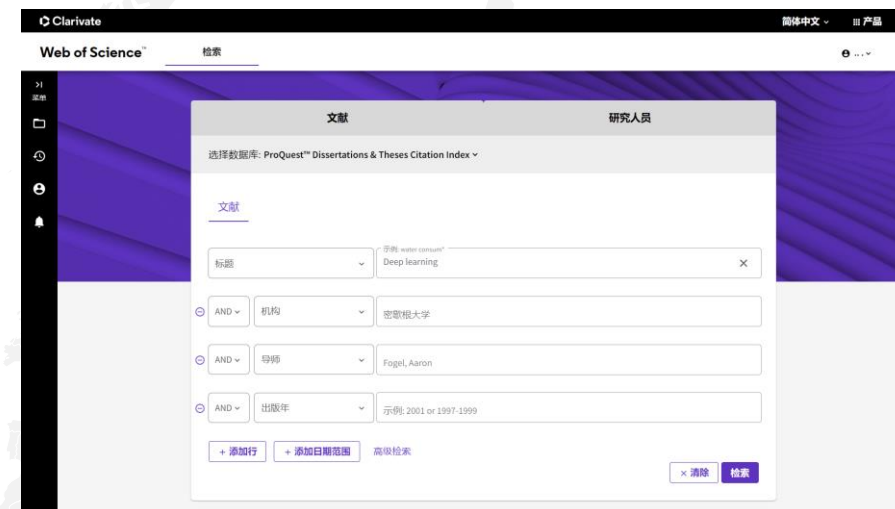 Clarivate
简体中文
产品
Web of Science™
检索
菜单
文献
研究人员
选择数据库: ProQuest™ Dissertations & Theses Citation Index
文献
标题
示例: water consum*
Deep learning
AND
机构
密歇根大学
AND
导师
Fogel, Aaron
AND
出版年
示例: 2001 or 1997-1999
+ 添加行
+ 添加日期范围
高级检索
× 清除
检索